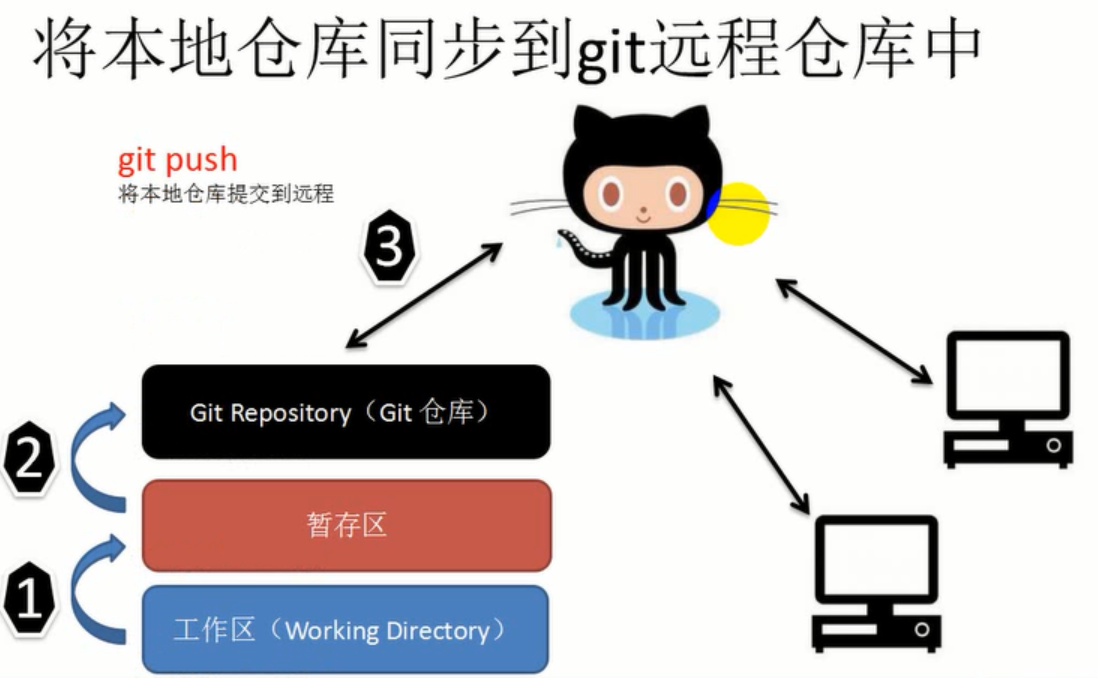 将本地仓库同步到git远程仓库中
git push
将本地仓库提交到远程
3
Git Repository（Git 仓库）
2
暂存区
1
工作区（Working Directory）